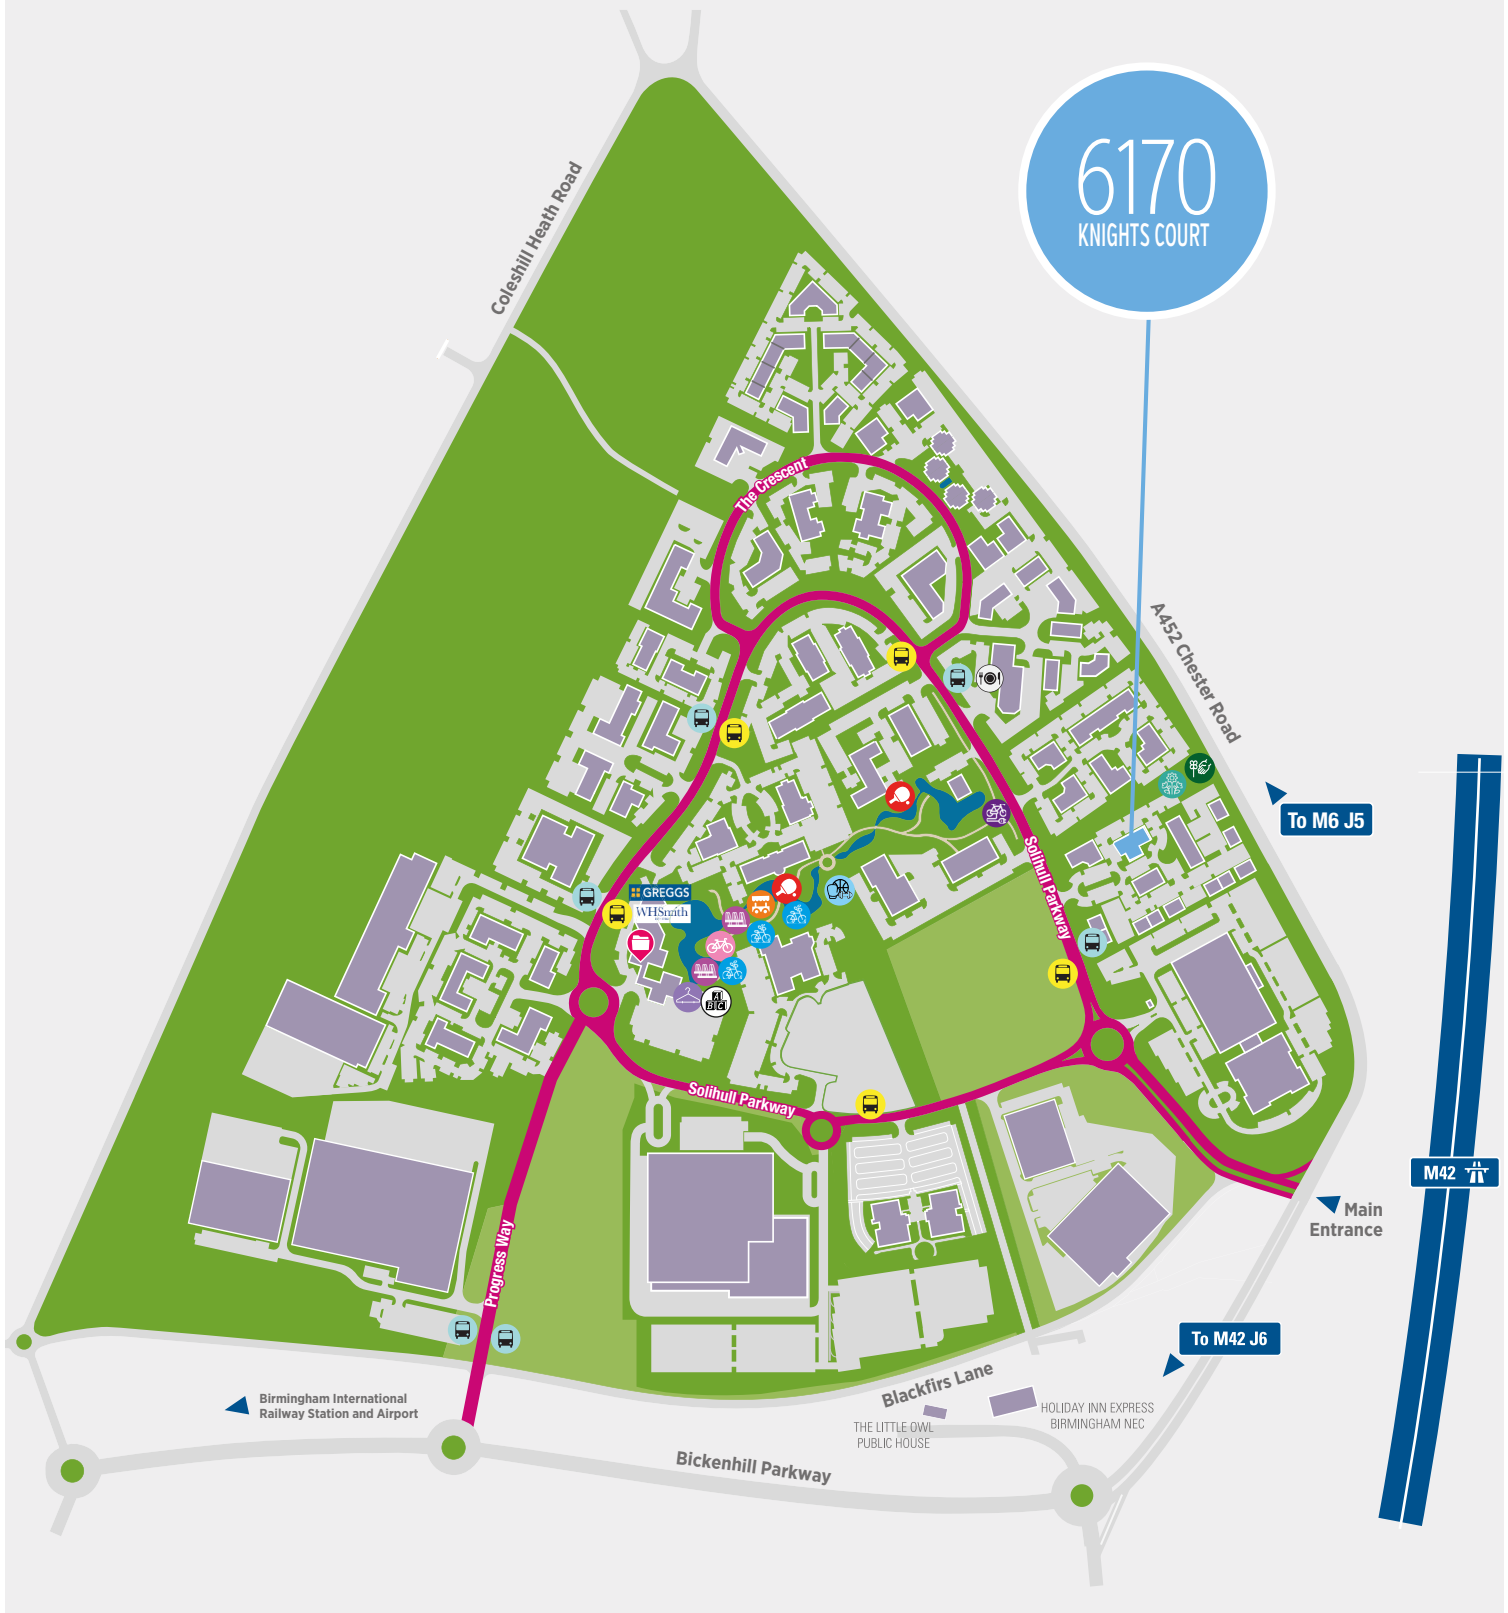 6170
KNIGHTS COURT
Coleshill Heath Road
The Crescent
A452 Chester Road
To M6 J5
Solihull Parkway
GREGGS
WHSmith
A
B C
Solihull Parkway
M42
Main
Entrance
Progress Way
To M42 J6
Birmingham International
Railway Station and Airport
Blackfirs Lane
HOLIDAY INN EXPRESS
BIRMINGHAM NEC
THE LITTLE OWL
PUBLIC HOUSE
Bickenhill Parkway